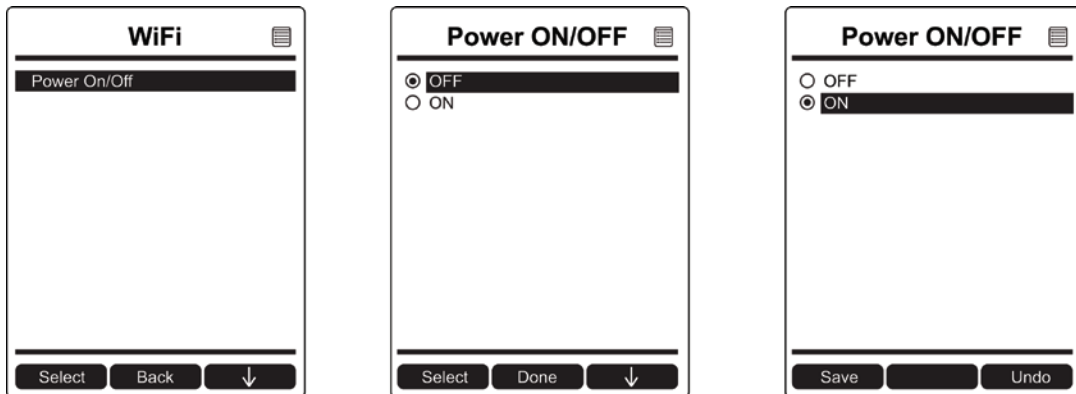 WiFi
Power On/Off
Select Back ↓
Power ON/OFF
OFF
ON
Select Done ↓
Power ON/OFF
OFF
ON
Save Undo